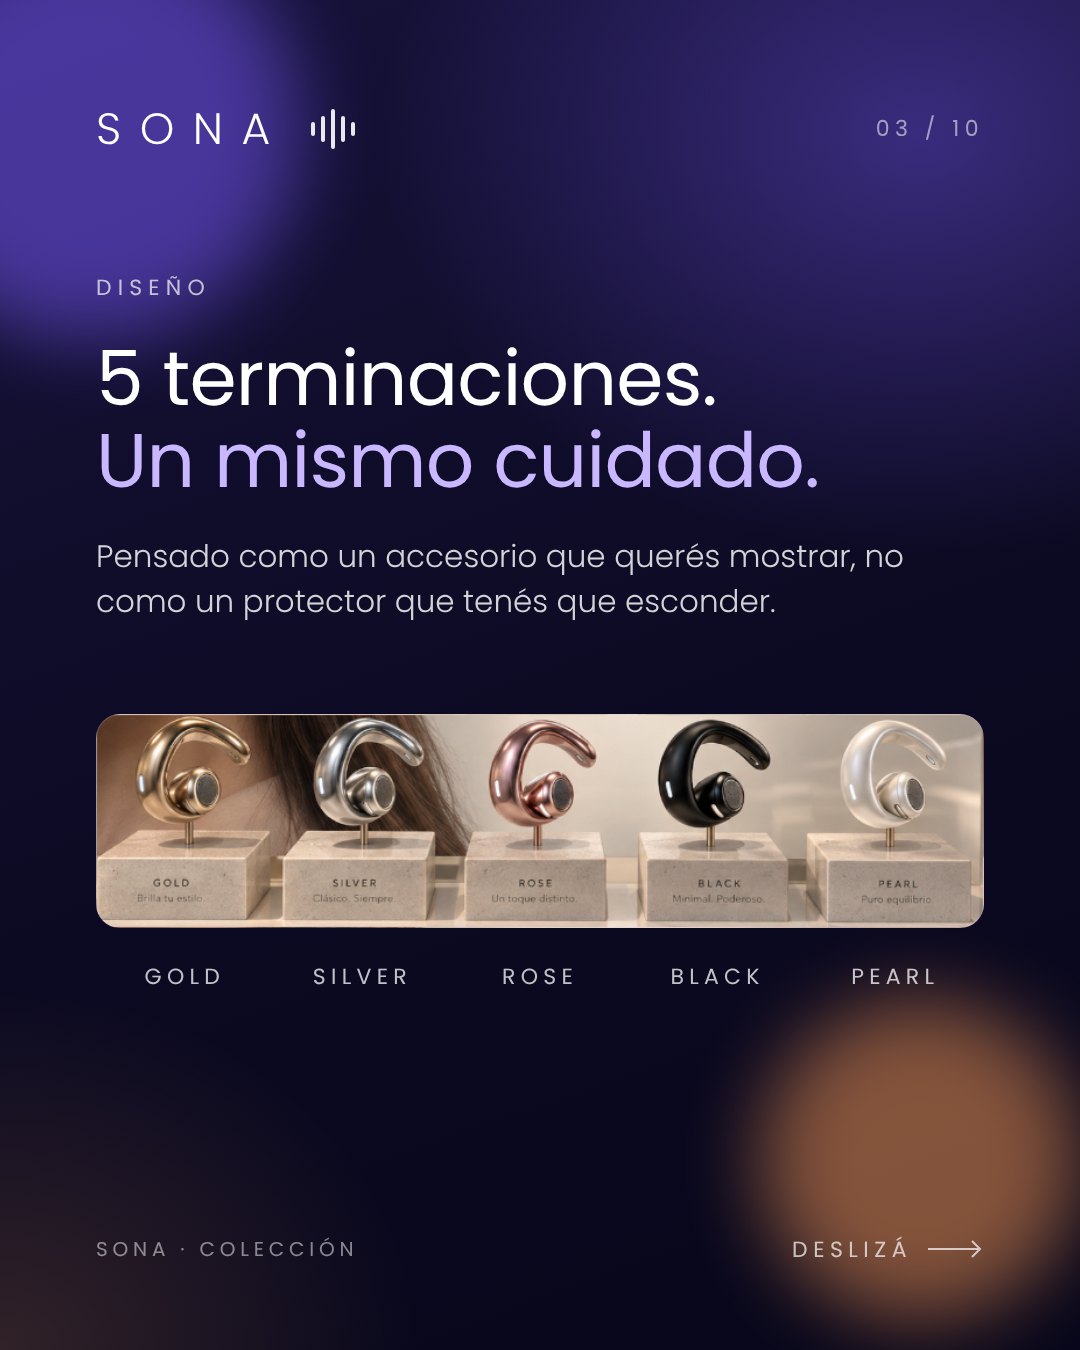 SONA
03 / 10
DISEÑO
5 terminaciones.
Un mismo cuidado.
Pensado como un accesorio que querés mostrar, no
como un protector que tenés que esconder.
GOLD
Brilla tu estilo
SILVER
Clásico. Siempre.
ROSE
Un toque distinto.
BLACK
Minimal. Poderoso.
PEARL
Puro equilibrio
GOLD SILVER ROSE BLACK PEARL
SONA · COLECCIÓN
DESLIZÁ